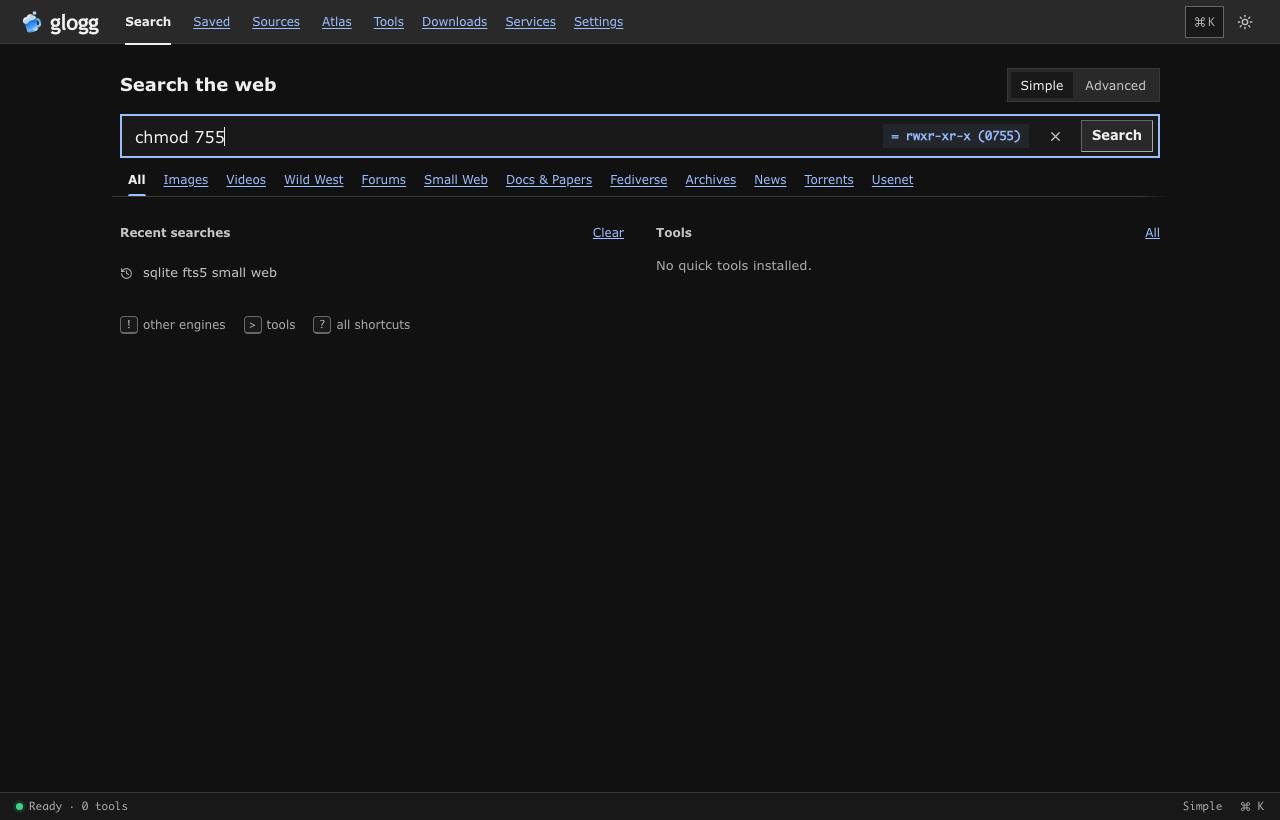 glogg Search Saved Sources Atlas Tools Downloads Services Settings ⌘K
Search the web Simple Advanced
chmod 755 = rwxr-xr-x (0755) × Search
All Images Videos Wild West Forums Small Web Docs & Papers Fediverse Archives News Torrents Usenet
Recent searches Clear
sqlite fts5 small web
Tools All
No quick tools installed.
! other engines > tools ? all shortcuts
Ready · 0 tools Simple ⌘ K